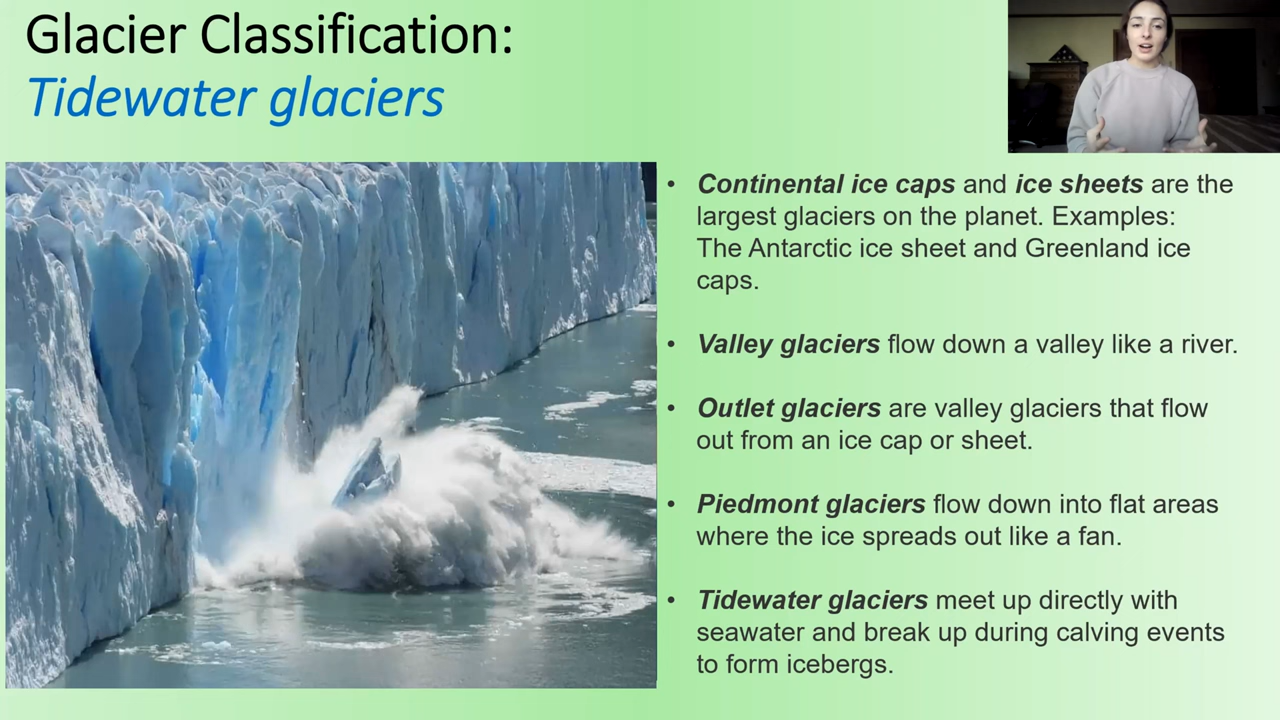 Glacier Classification:
Tidewater glaciers
• Continental ice caps and ice sheets are the
largest glaciers on the planet. Examples:
The Antarctic ice sheet and Greenland ice
caps.
• Valley glaciers flow down a valley like a river.
• Outlet glaciers are valley glaciers that flow
out from an ice cap or sheet.
• Piedmont glaciers flow down into flat areas
where the ice spreads out like a fan.
• Tidewater glaciers meet up directly with
seawater and break up during calving events
to form icebergs.